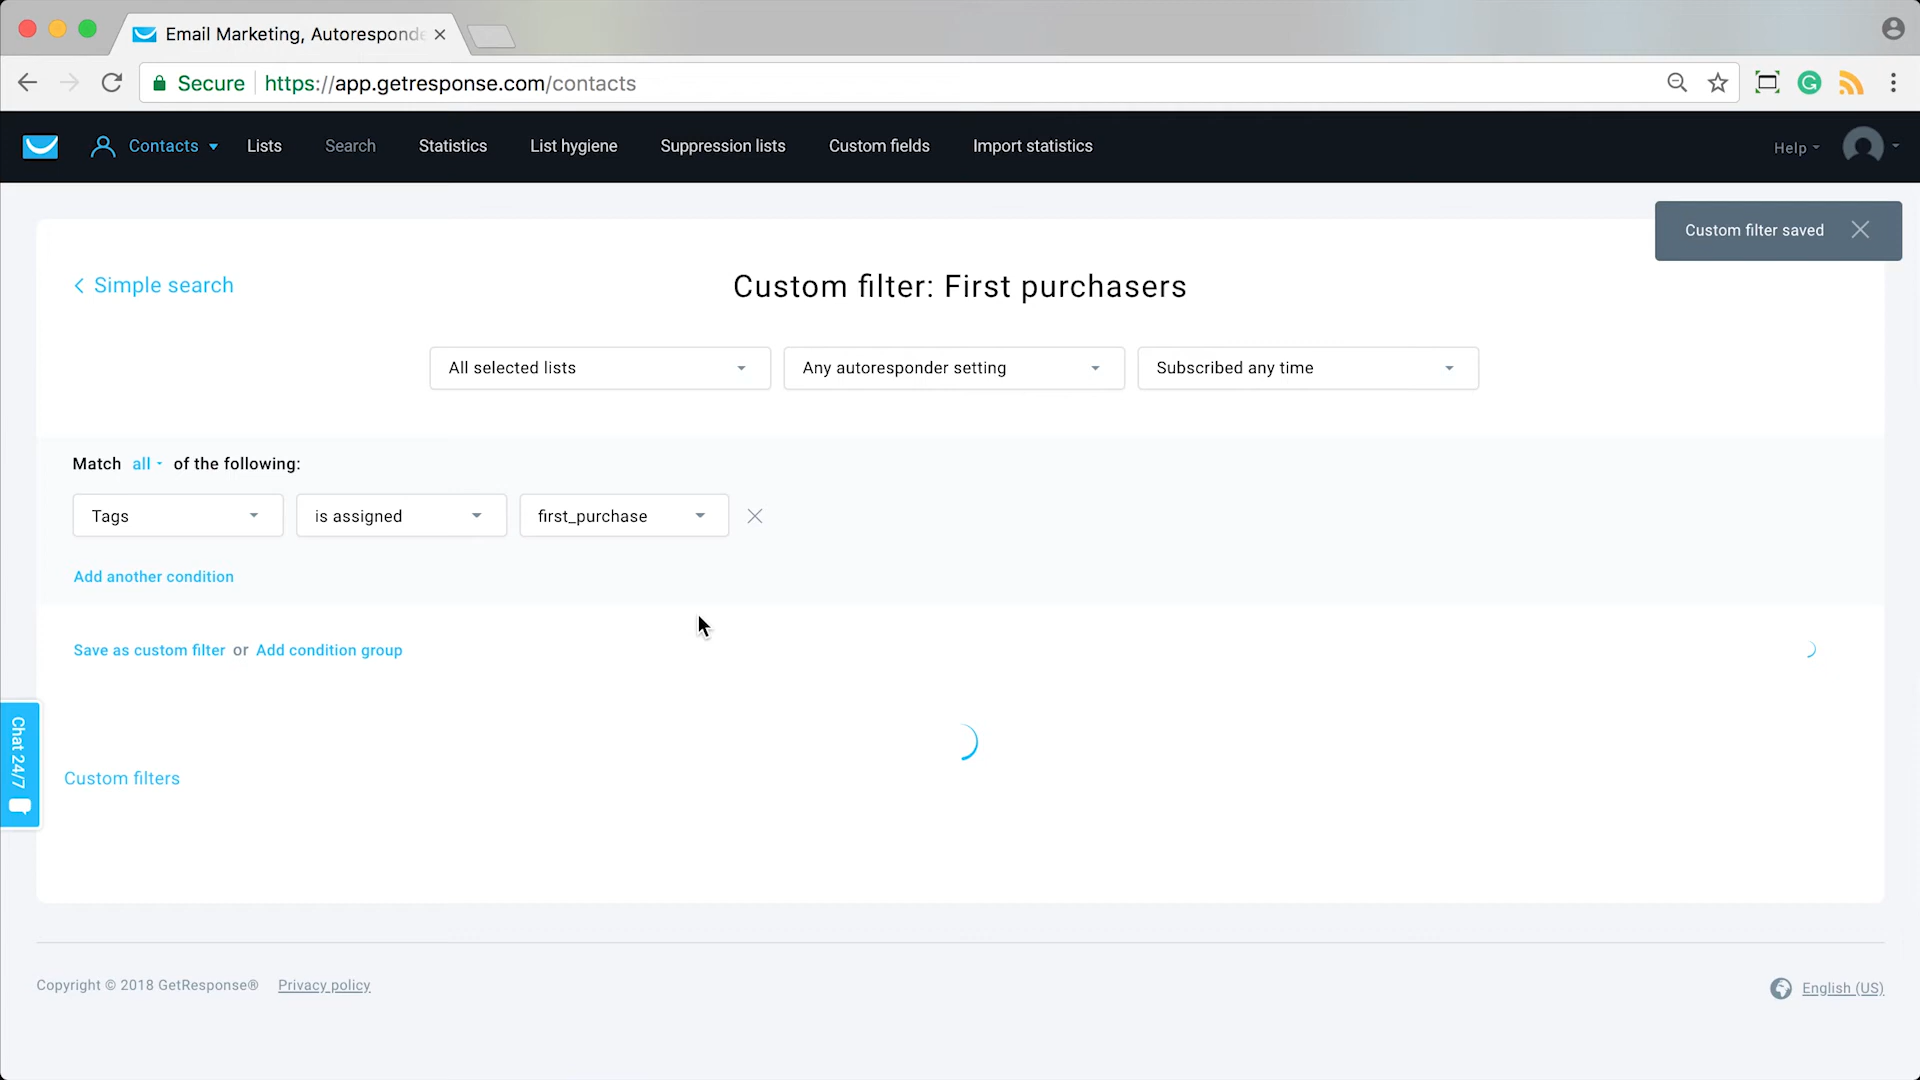 Email Marketing, Autoresponde
Secure https://app.getresponse.com/contacts
Contacts Lists Search Statistics List hygiene Suppression lists Custom fields Import statistics Help
Custom filter saved
Simple search
Custom filter: First purchasers
All selected lists Any autoresponder setting Subscribed any time
Match all of the following:
Tags is assigned first_purchase
Add another condition
Save as custom filter or Add condition group
Chat 24/7
Custom filters
Copyright © 2018 GetResponse® Privacy policy
English (US)